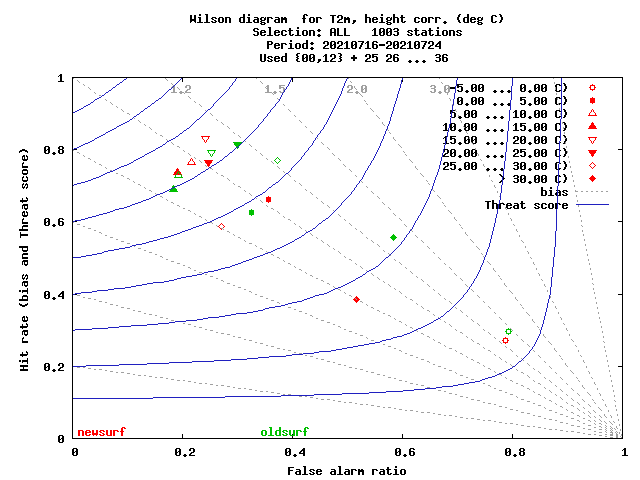 Wilson diagram  for T2m, height corr. (deg C)
Selection: ALL   1003 stations
Period: 20210716-20210724
Used {00,12} + 25 26 ... 36
1.2 1.5 2.0 3.0
-5.00 ... 0.00 C)
0.00 ... 5.00 C)
5.00 ... 10.00 C)
10.00 ... 15.00 C)
15.00 ... 20.00 C)
20.00 ... 25.00 C)
25.00 ... 30.00 C)
> 30.00 C)
bias
Threat score
Hit rate (bias and Threat score)
1
0.8
0.6
0.4
0.2
0
newsurf oldsurf
0 0.2 0.4 0.6 0.8 1
False alarm ratio